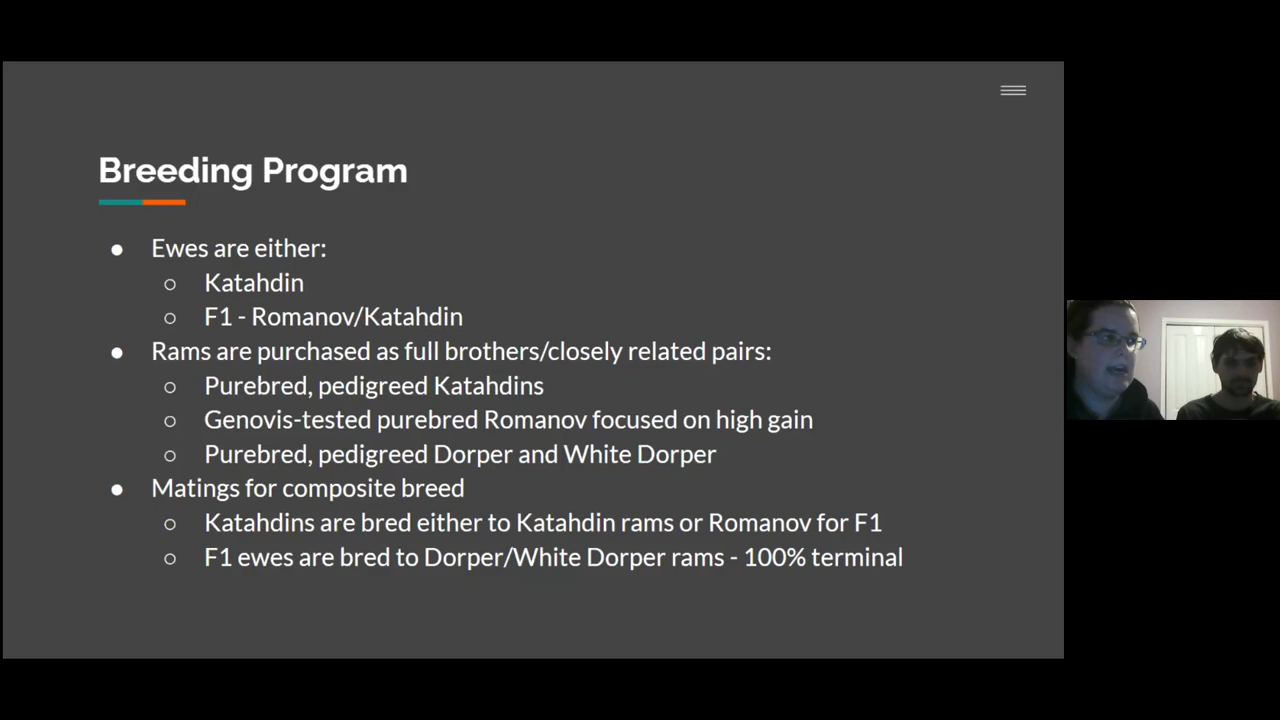 Breeding Program
● Ewes are either:
○ Katahdin
○ F1 - Romanov/Katahdin
● Rams are purchased as full brothers/closely related pairs:
○ Purebred, pedigreed Katahdins
○ Genovis-tested purebred Romanov focused on high gain
○ Purebred, pedigreed Dorper and White Dorper
● Matings for composite breed
○ Katahdins are bred either to Katahdin rams or Romanov for F1
○ F1 ewes are bred to Dorper/White Dorper rams - 100% terminal